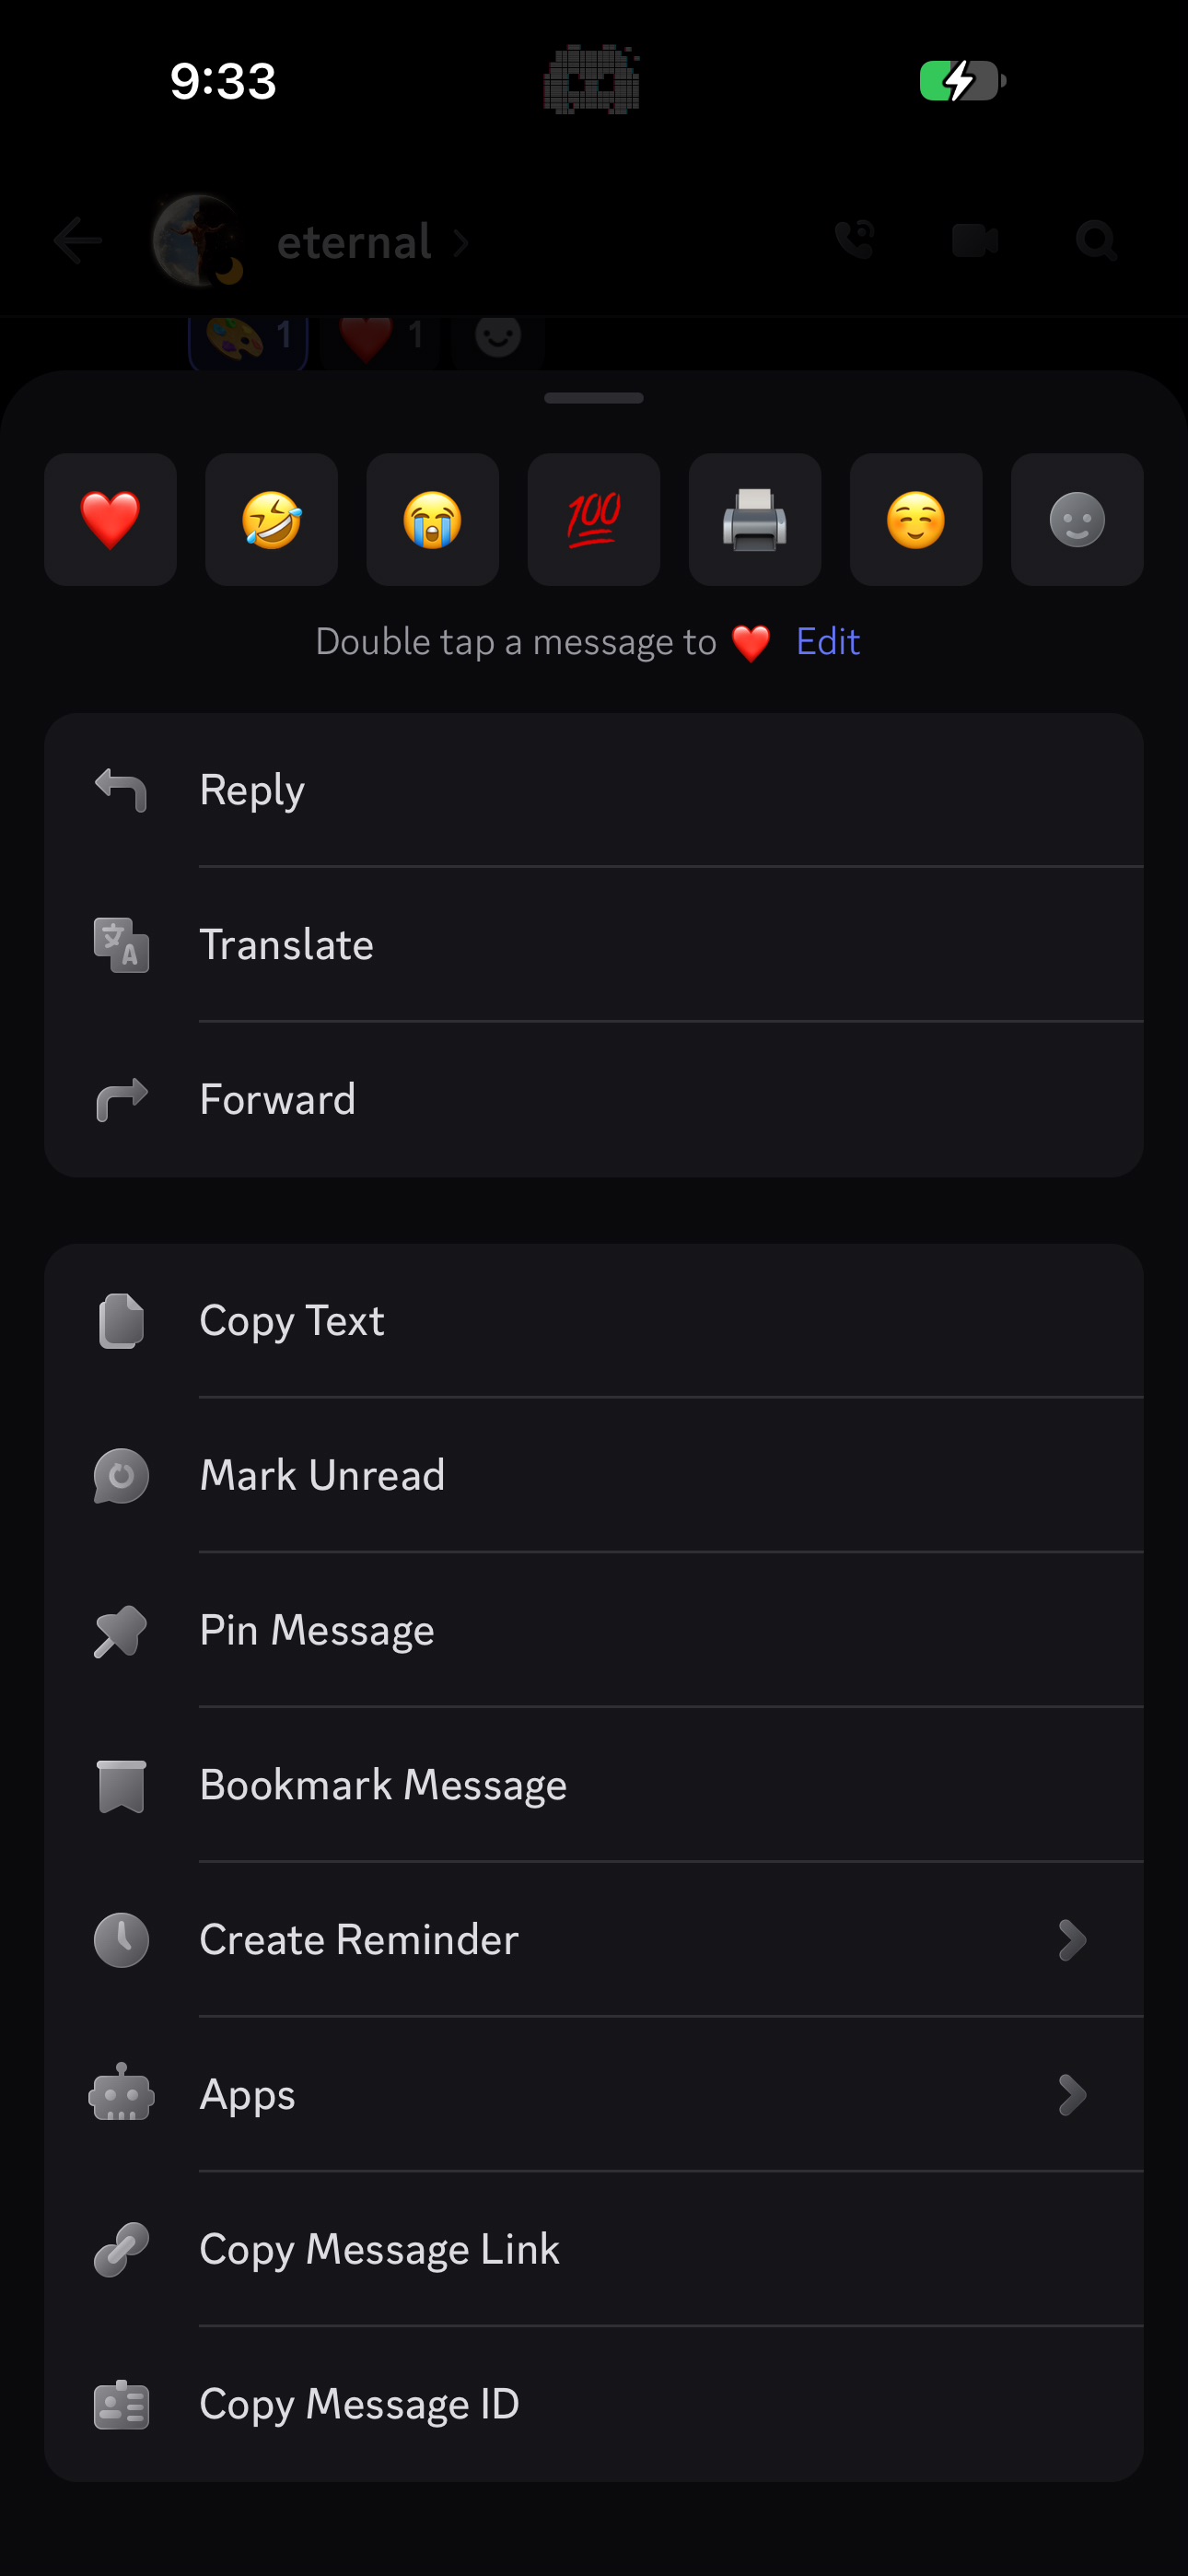 9:33
eternal
1 1
Double tap a message to ❤️ Edit
Reply
Translate
Forward
Copy Text
Mark Unread
Pin Message
Bookmark Message
Create Reminder
Apps
Copy Message Link
Copy Message ID